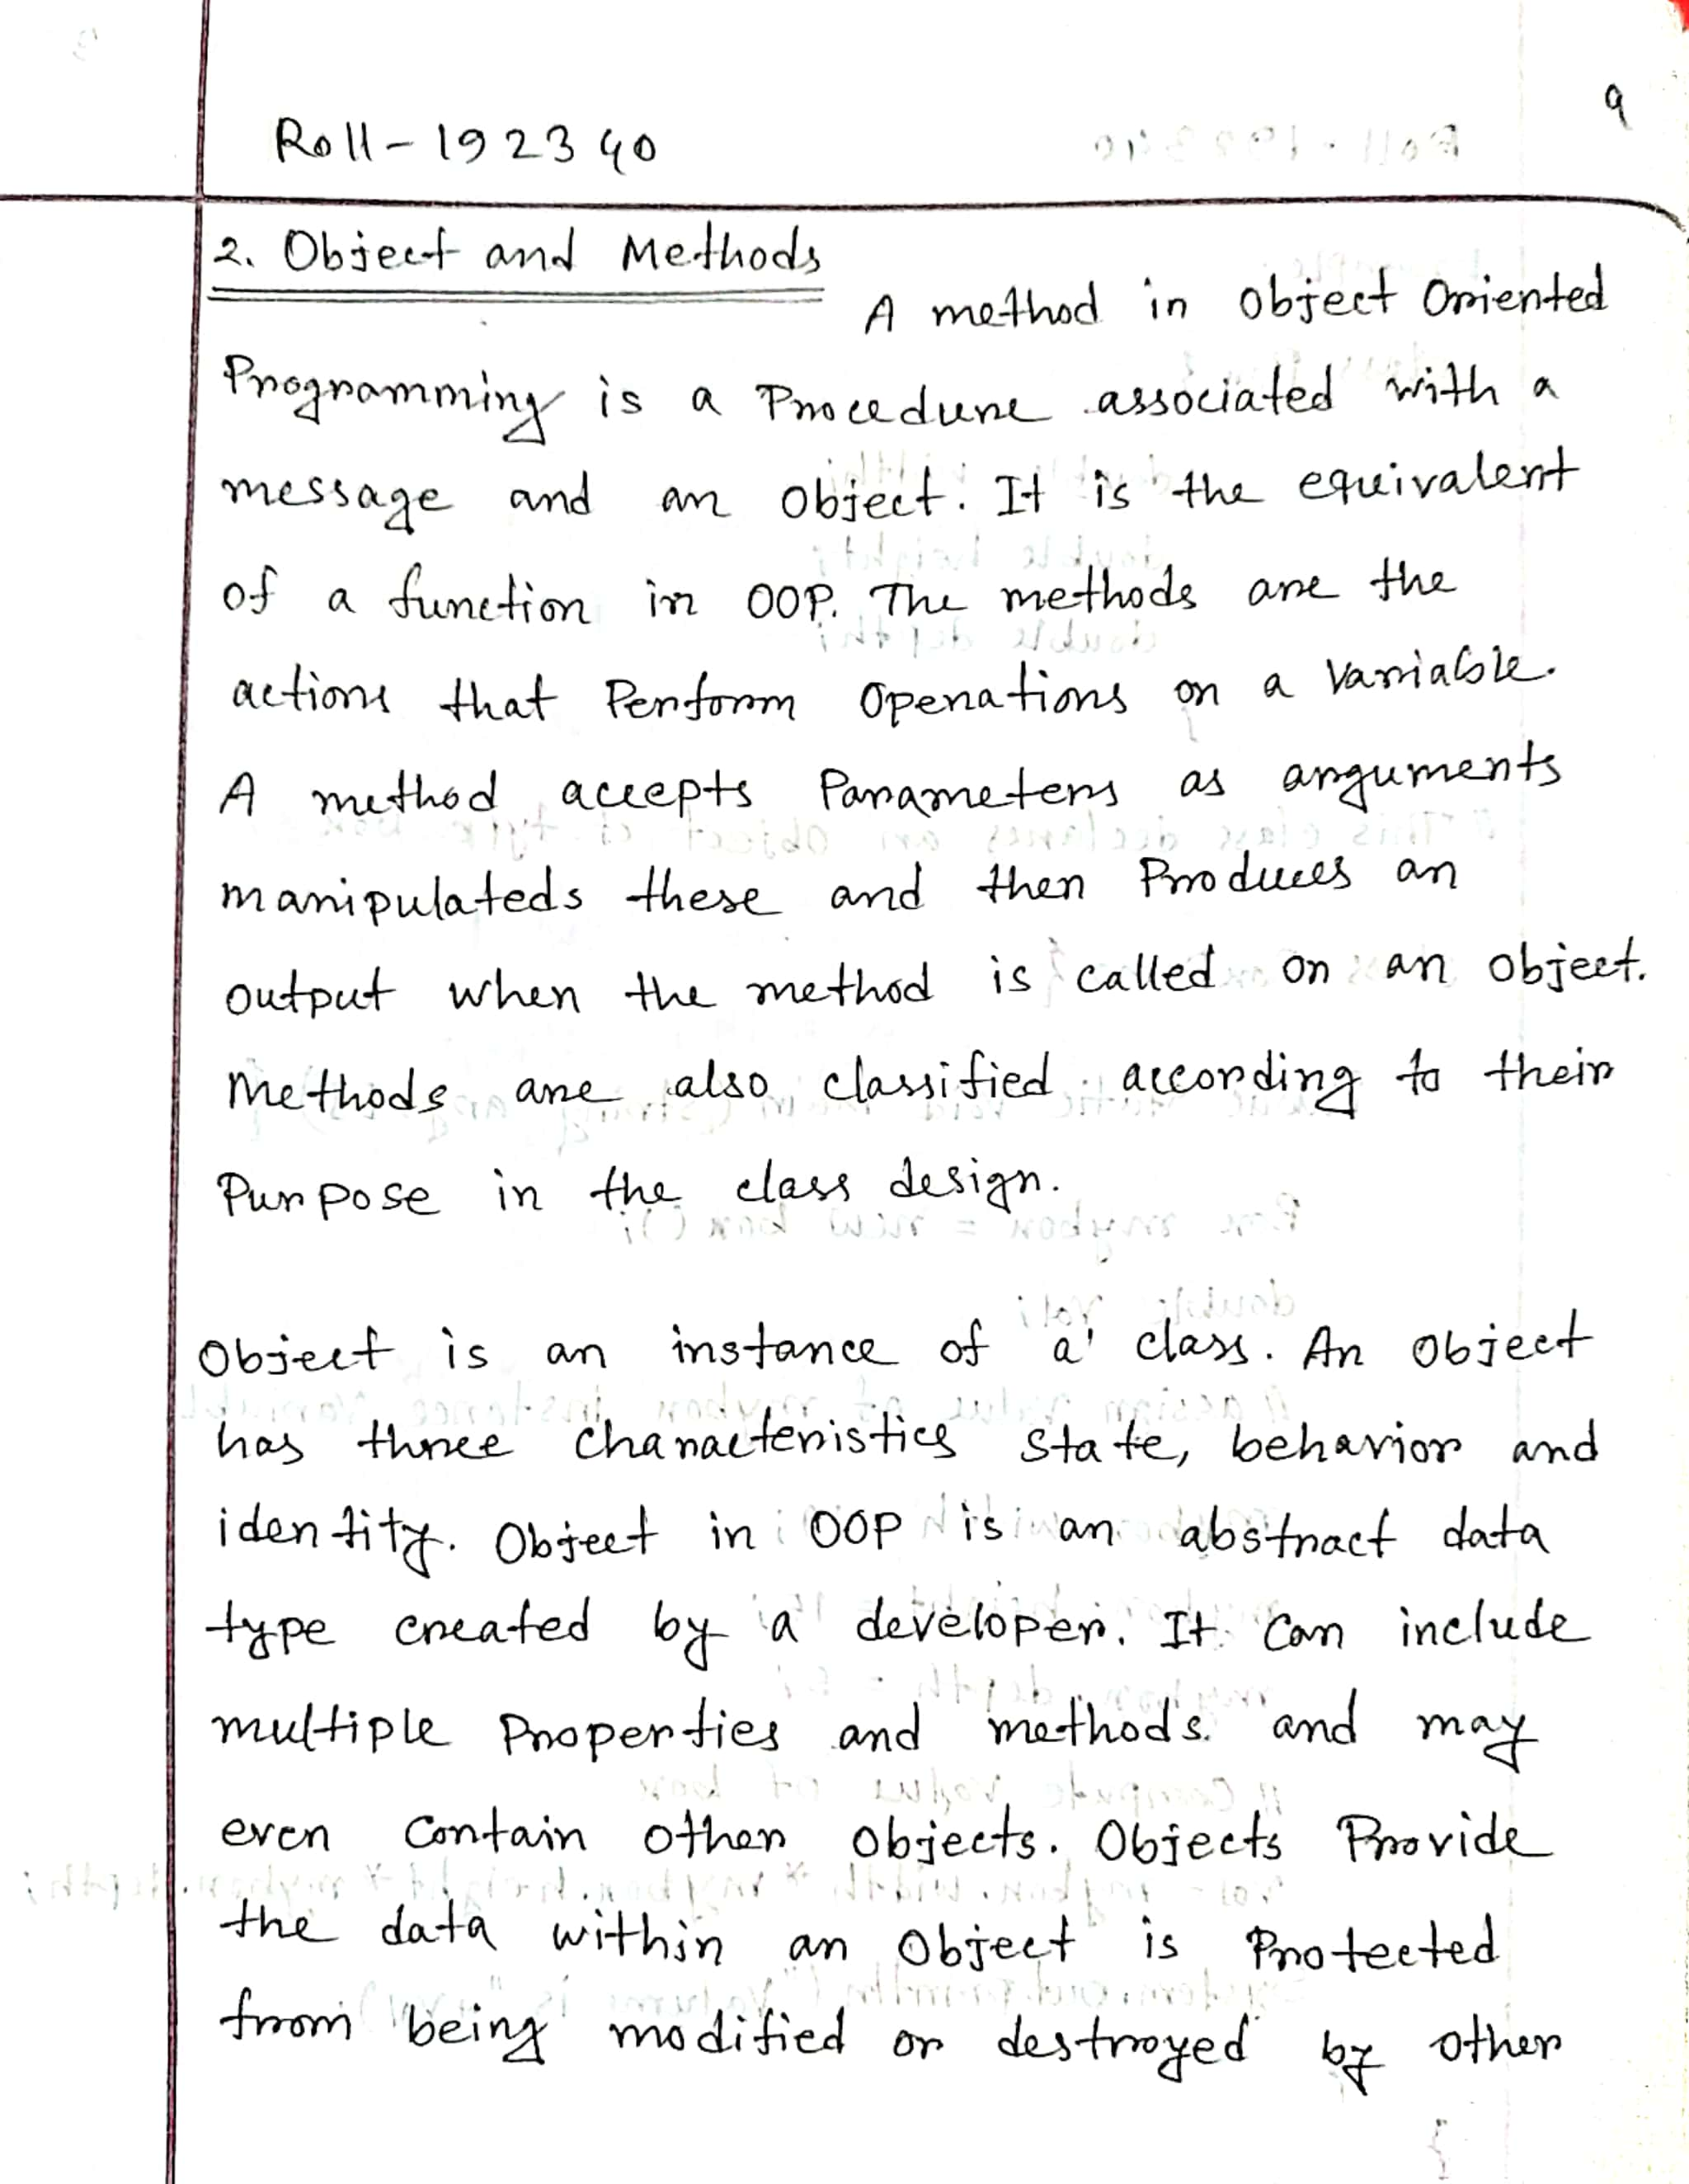 9
Roll-192340
2. Object and Methods
A method in object Oriented
Programming is a Procedure associated with a
message and an object. It is the equivalent
of a function in OOP. The methods are the
actions that Perform Operations on a Variable.
A method accepts Parameters as arguments
manipulateds these and then Produces an
output when the method is called on an object.
Methods are also classified according to their
Purpose in the class design.
Object is an instance of a class. An Object
has three characteristics state, behavior and
identity. Object in OOP is an abstract data
type created by a developer. It can include
multiple Properties and methods and may
even contain other objects. Objects Provide
the data within an Object is Protected
from being modified or destroyed by other